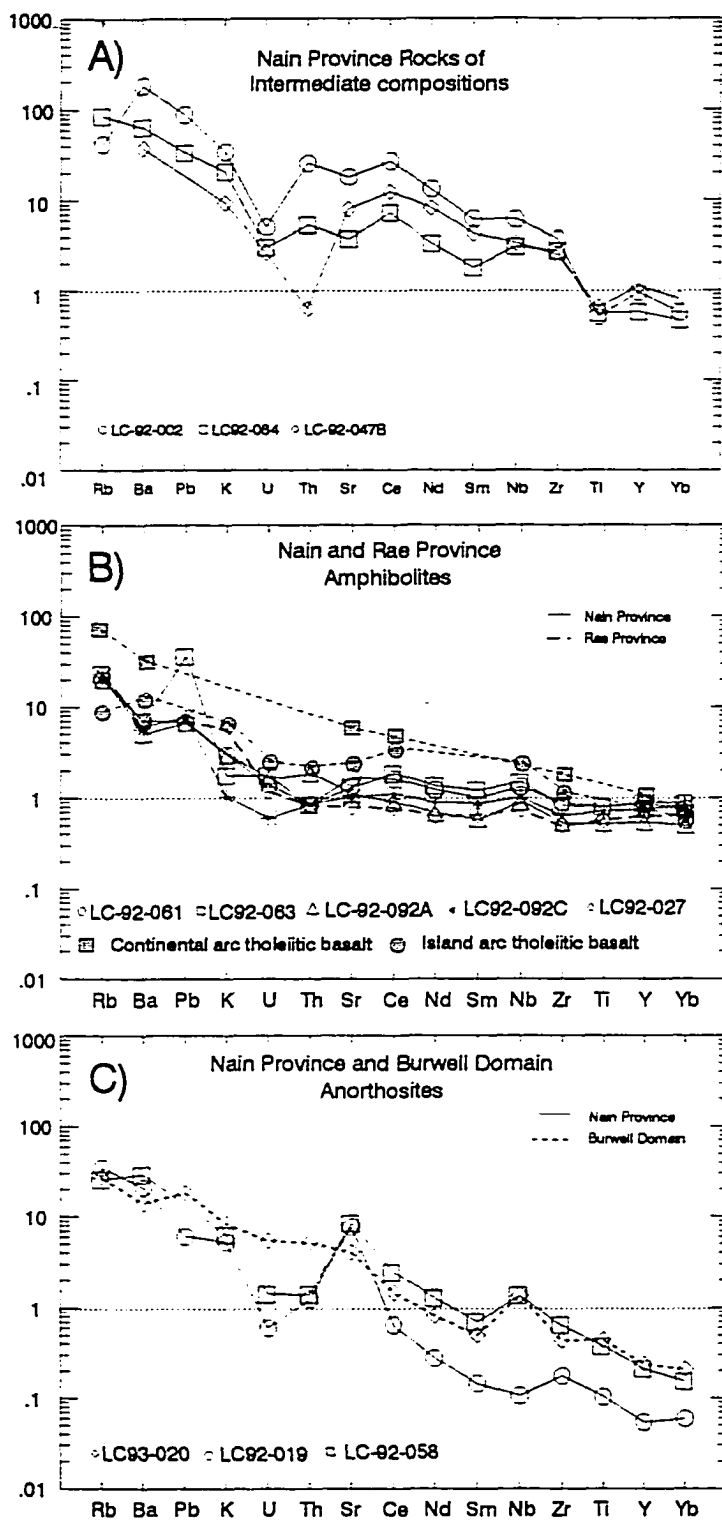 A)
Nain Province Rocks of
Intermediate compositions
1000
100
10
1
.1
.01
LC-92-002 LC92-064 LC-92-047B
Rb Ba Pb K U Th Sr Ce Nd Sm Nb Zr Ti Y Yb
B)
Nain and Rae Province
Amphibolites
Nain Province
Rae Province
1000
100
10
1
.1
.01
LC-92-061 LC92-063 LC-92-092A LC92-092C LC92-027
Continental arc tholeiitic basalt Island arc tholeiitic basalt
Rb Ba Pb K U Th Sr Ce Nd Sm Nb Zr Ti Y Yb
C)
Nain Province and Burwell Domain
Anorthosites
Nain Province
Burwell Domain
1000
100
10
1
.1
.01
LC93-020 LC92-019 LC-92-058
Rb Ba Pb K U Th Sr Ce Nd Sm Nb Zr Ti Y Yb